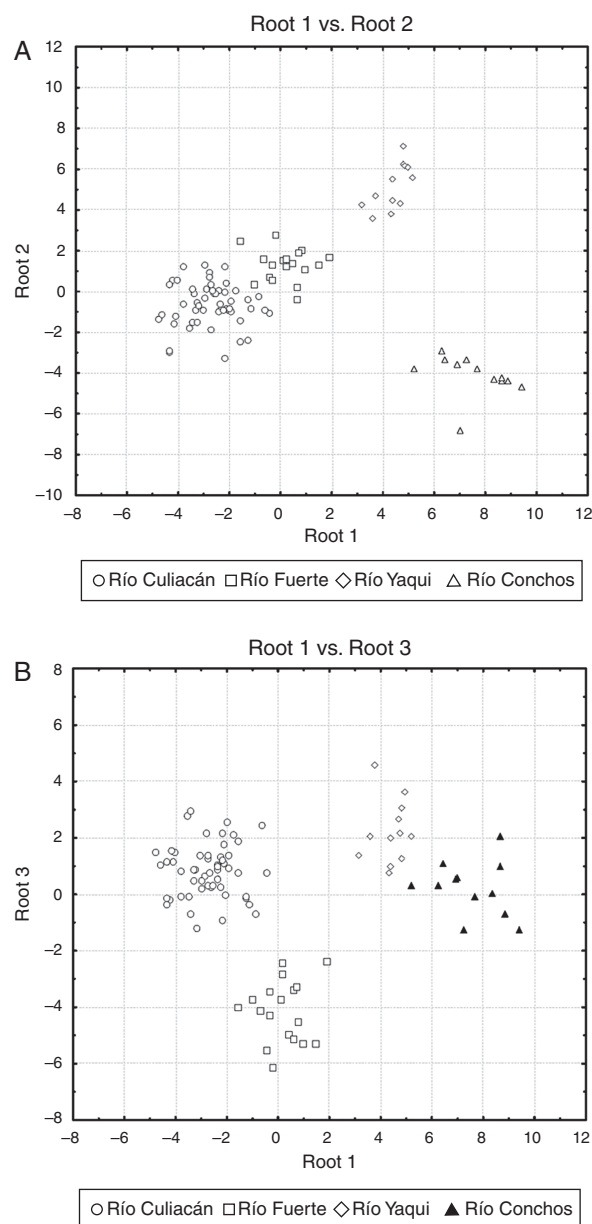 Root 1 vs. Root 2
A
12
10
8
6
4
2
0
−2
−4
−6
−8
−10
Root 2
−8 −6 −4 −2 0 2 4 6 8 10 12
Root 1
Río Culiacán Río Fuerte Río Yaqui Río Conchos
Root 1 vs. Root 3
B
8
6
4
2
0
−2
−4
−6
−8
Root 3
−8 −6 −4 −2 0 2 4 6 8 10 12
Root 1
Río Culiacán Río Fuerte Río Yaqui Río Conchos